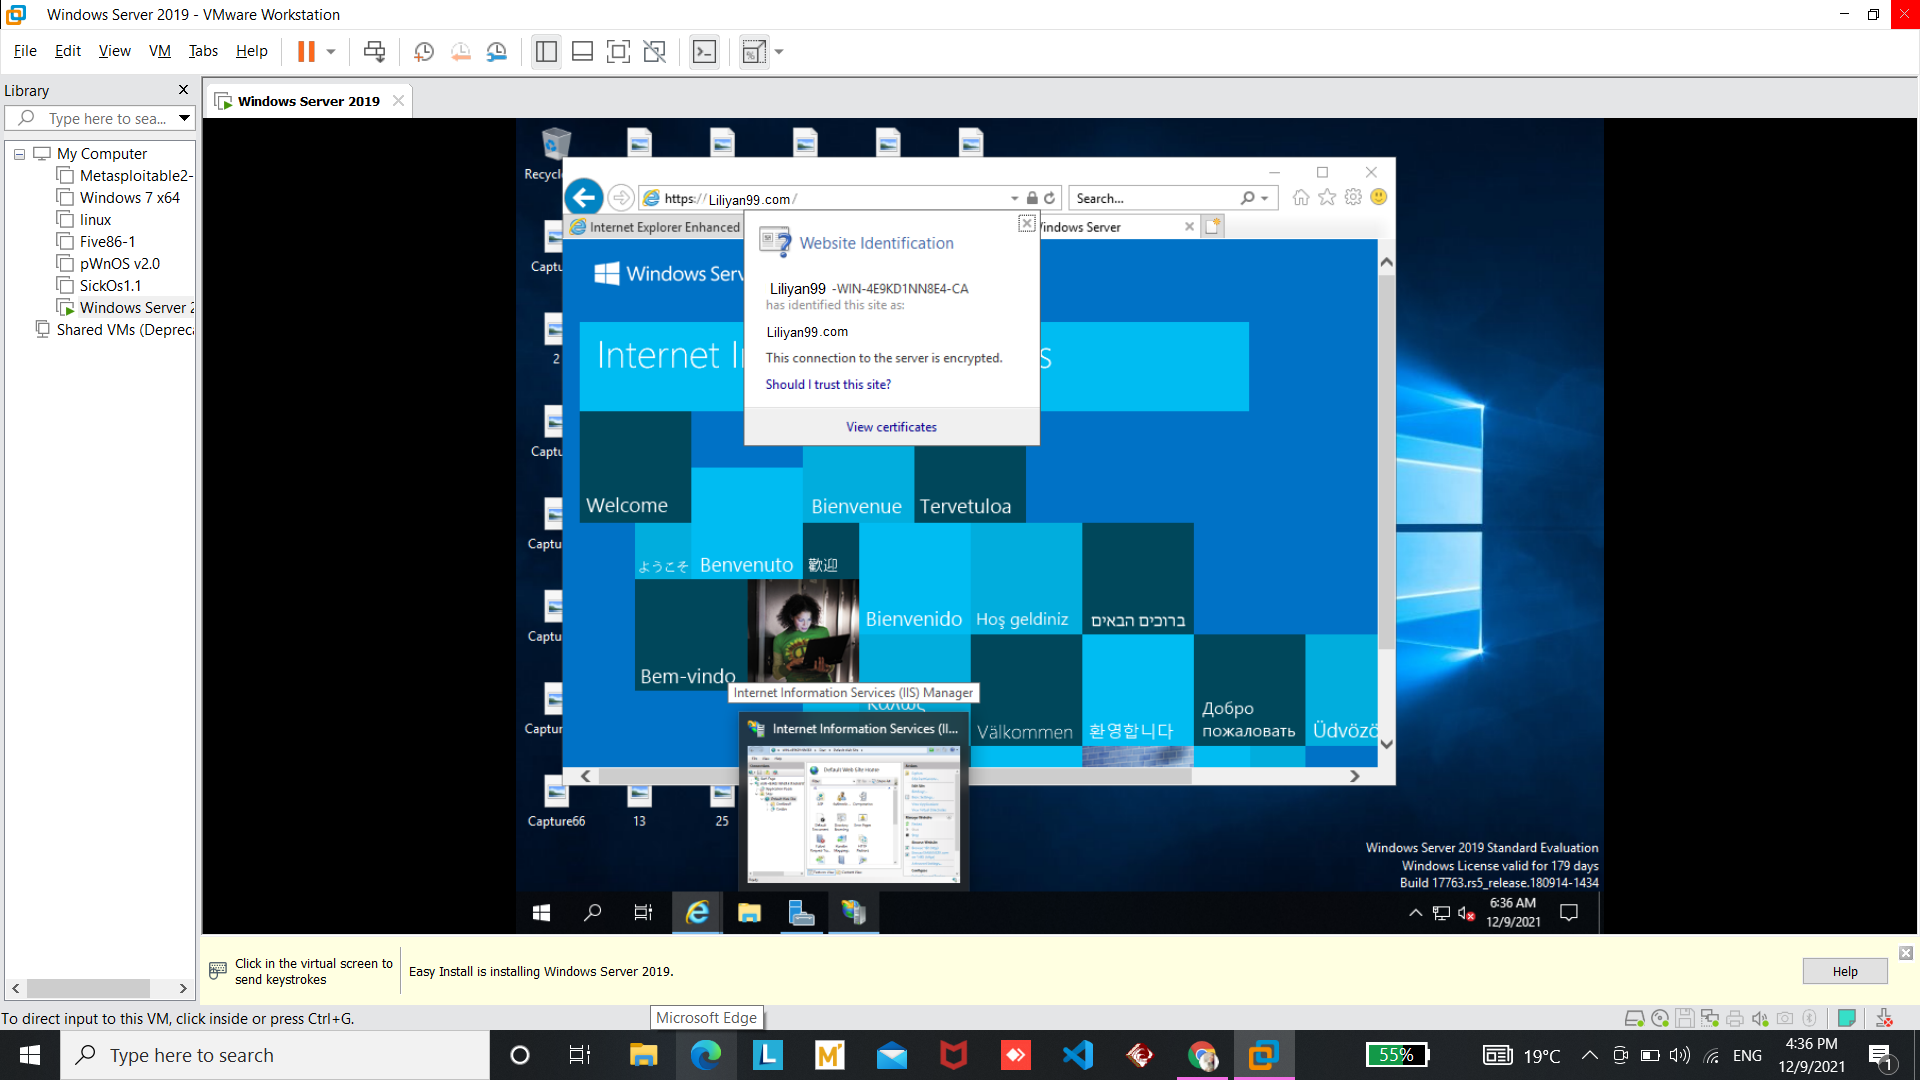 Windows Server 2019 - VMware Workstation
File Edit View VM Tabs Help
Library
Type here to sea...
My Computer
Metasploitable2-
Windows 7 x64
linux
Five86-1
pWnOS v2.0
SickOs1.1
Windows Server 2
Shared VMs (Depreca
Windows Server 2019
Recycl
Captu
2
Captu
Captu
Captu
Captur
Capture66
13
25
https://Liliyan99.com/
Search...
Internet Explorer Enhanced
Windows Server
Windows Serv
Internet I
s
Website Identification
Liliyan99 -WIN-4E9KD1NN8E4-CA
has identified this site as:
Liliyan99.com
This connection to the server is encrypted.
Should I trust this site?
View certificates
Welcome
Bienvenue
Tervetuloa
ようこそ
Benvenuto
歡迎
Bienvenido
Hoş geldiniz
ברוכים הבאים
Bem-vindo
Καλώς
Välkommen
환영합니다
Добро
пожаловать
Üdvözö
Internet Information Services (IIS) Manager
Internet Information Services (II...
Default Web Site Home
Windows Server 2019 Standard Evaluation
Windows License valid for 179 days
Build 17763.rs5_release.180914-1434
6:36 AM
12/9/2021
Click in the virtual screen to
send keystrokes
Easy Install is installing Windows Server 2019.
Help
To direct input to this VM, click inside or press Ctrl+G.
Microsoft Edge
Type here to search
55%
19°C
ENG
4:36 PM
12/9/2021
1